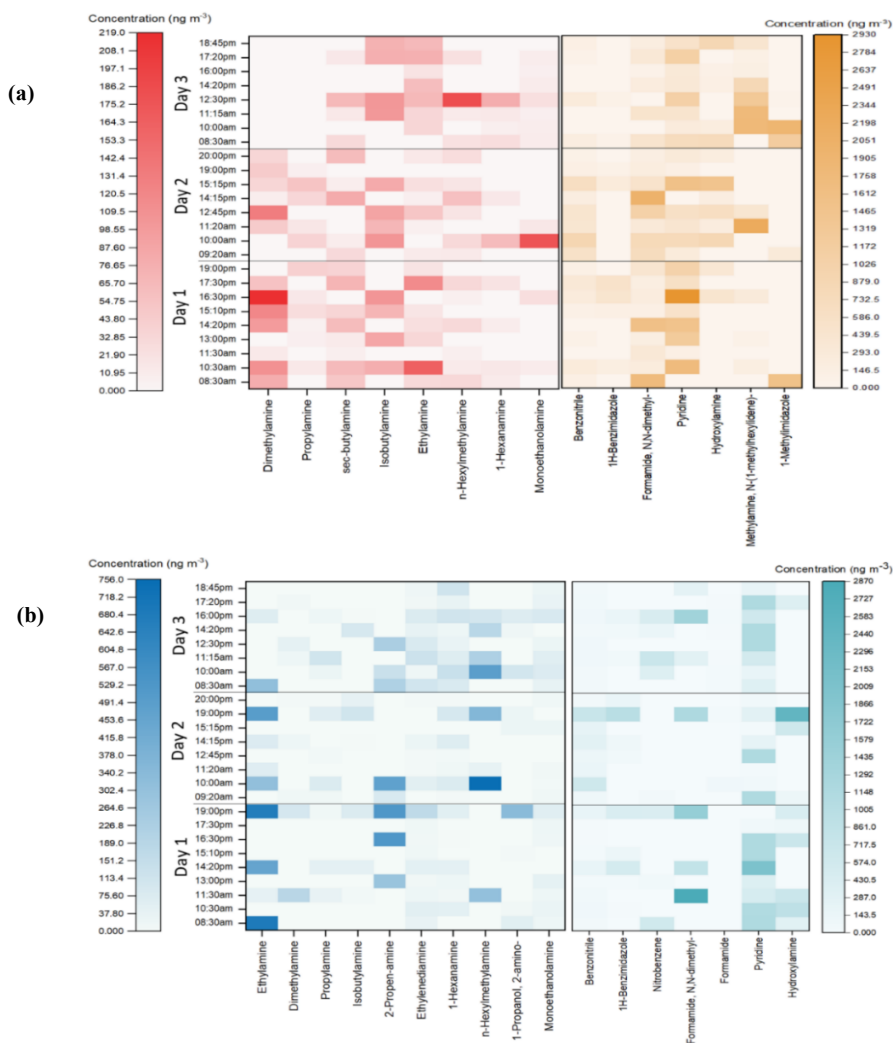 Concentration (ng m⁻³)
219.0
208.1
197.1
186.2
175.2
164.3
153.3
142.4
131.4
120.5
109.5
98.55
87.60
76.65
65.70
54.75
43.80
32.85
21.90
10.95
0.000
(a)
Day 3
Day 2
Day 1
18:45pm
17:20pm
16:00pm
14:20pm
12:30pm
11:15am
10:00am
08:30am
20:00pm
19:00pm
15:15pm
14:15pm
12:45pm
11:20am
10:00am
09:20am
19:00pm
17:30pm
16:30pm
15:10pm
14:20pm
13:00pm
11:30am
10:30am
08:30am
Dimethylamine
Propylamine
sec-butylamine
Isobutylamine
Ethylamine
n-Hexylmethylamine
1-Hexanamine
Monoethanolamine
Benzonitrile
1H-Benzimidazole
Formamide, N,N-dimethyl-
Pyridine
Hydroxylamine
Methylamine, N-(1-methylhexylidene)-
1-Methylimidazole
Concentration (ng m⁻³)
2930
2784
2637
2491
2344
2198
2051
1905
1758
1612
1465
1319
1172
1026
879.0
732.5
586.0
439.5
293.0
146.5
0.000
Concentration (ng m⁻³)
756.0
718.2
680.4
642.6
604.8
567.0
529.2
491.4
453.6
415.8
378.0
340.2
302.4
264.6
226.8
189.0
151.2
113.4
75.60
37.80
0.000
(b)
Day 3
Day 2
Day 1
18:45pm
17:20pm
16:00pm
14:20pm
12:30pm
11:15am
10:00am
08:30am
20:00pm
19:00pm
15:15pm
14:15pm
12:45pm
11:20am
10:00am
09:20am
19:00pm
17:30pm
16:30pm
15:10pm
14:20pm
13:00pm
11:30am
10:30am
08:30am
Ethylamine
Dimethylamine
Propylamine
Isobutylamine
2-Propen-amine
Ethylenediamine
1-Hexanamine
n-Hexylmethylamine
1-Propanol, 2-amino-
Monoethanolamine
Benzonitrile
1H-Benzimidazole
Nitrobenzene
Formamide, N,N-dimethyl-
Formamide
Pyridine
Hydroxylamine
Concentration (ng m⁻³)
2870
2727
2583
2440
2296
2153
2009
1866
1722
1579
1435
1292
1148
1005
861.0
717.5
574.0
430.5
287.0
143.5
0.000